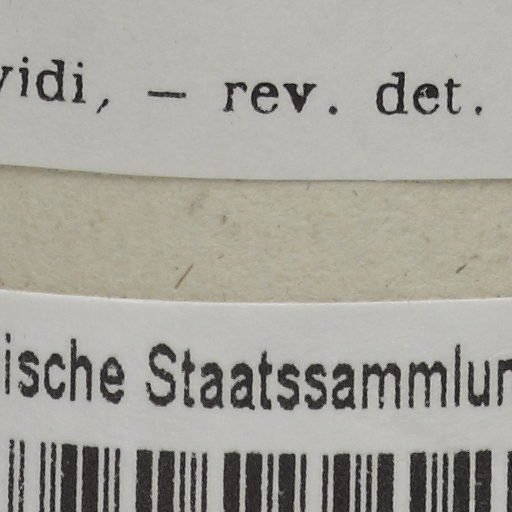 vidi, — rev. det.
ische Staatssammlun